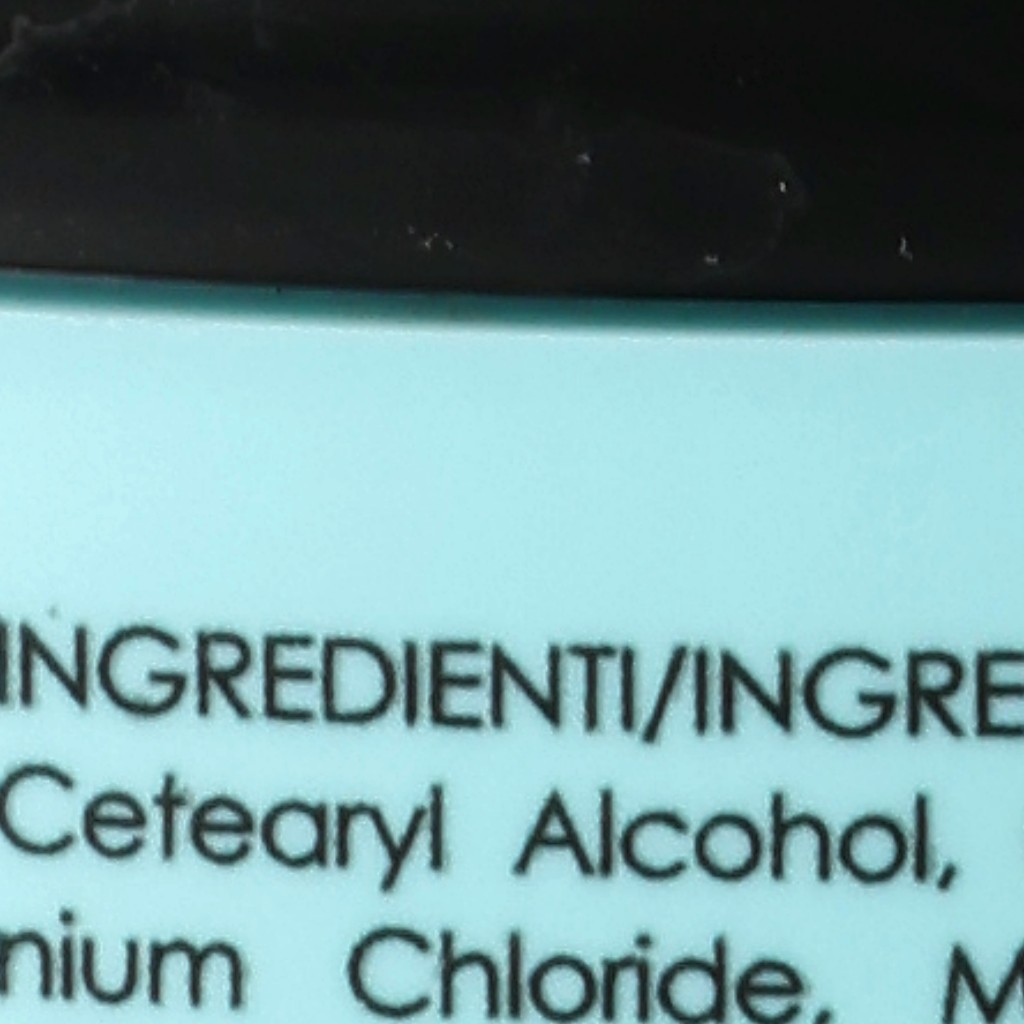 INGREDIENTI/INGRE
Cetearyl Alcohol,
nium Chloride, M